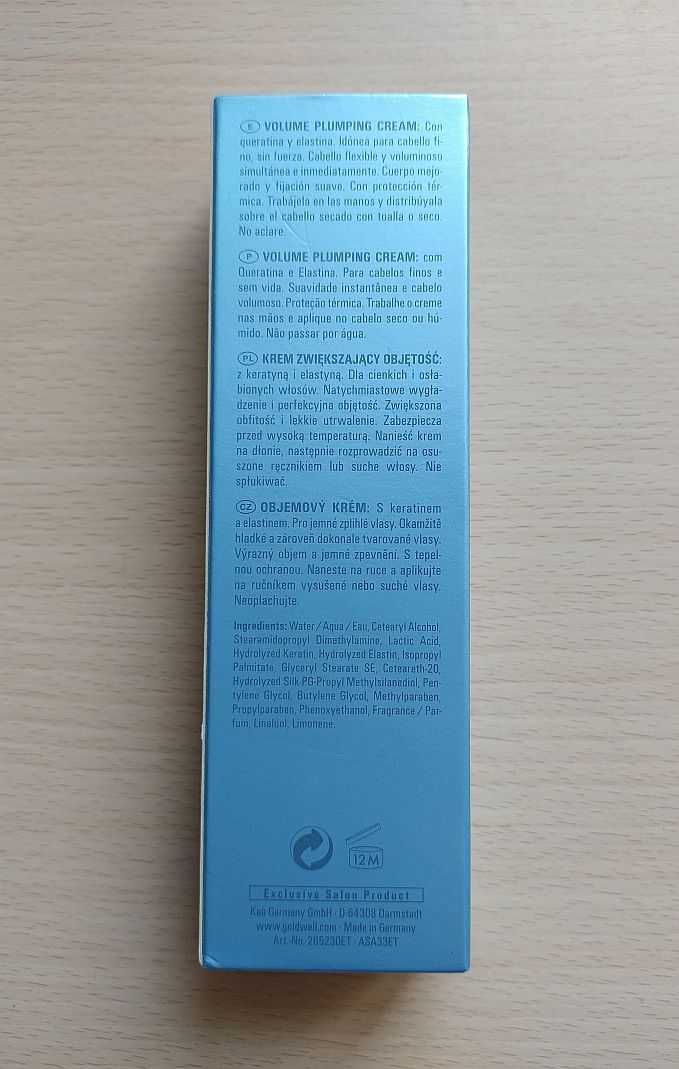 E VOLUME PLUMPING CREAM: Con
queratina y elastina. Idónea para cabello fi-
no, sin fuerza. Cabello flexible y voluminoso
simultánea e inmediatamente. Cuerpo mejo-
rado y fijación suave. Con protección tér-
mica. Trabájela en las manos y distribúyala
sobre el cabello secado con toalla o seco.
No aclare.
P VOLUME PLUMPING CREAM: com
Queratina e Elastina. Para cabelos finos e
sem vida. Suavidade instantânea e cabelo
volumoso. Proteção térmica. Trabalhe o creme
nas mãos e aplique no cabelo seco ou hú-
mido. Não passar por água.
PL KREM ZWIĘKSZAJĄCY OBJĘTOŚĆ:
z keratyną i elastyną. Dla cienkich i osła-
bionych włosów. Natychmiastowe wygła-
dzenie i perfekcyjna objętość. Zwiększona
obfitość i lekkie utrwalenie. Zabezpiecza
przed wysoką temperaturą. Nanieść krem
na dłonie, następnie rozprowadzić na osu-
szone ręcznikiem lub suche włosy. Nie
spłukiwać.
CZ OBJEMOVÝ KRÉM: S keratinem
a elastinem. Pro jemné zplihlé vlasy. Okamžitě
hladké a zároveň dokonale tvarované vlasy.
Výrazný objem a jemné zpevnění. S tepel-
nou ochranou. Naneste na ruce a aplikujte
na ručníkem vysušené nebo suché vlasy.
Neoplachujte.
Ingredients: Water / Aqua / Eau, Cetearyl Alcohol,
Stearamidopropyl Dimethylamine, Lactic Acid,
Hydrolyzed Keratin, Hydrolyzed Elastin, Isopropyl
Palmitate, Glyceryl Stearate SE, Ceteareth-20,
Hydrolyzed Silk PG-Propyl Methylsilanediol, Pen-
tylene Glycol, Butylene Glycol, Methylparaben,
Propylparaben, Phenoxyethanol, Fragrance / Par-
fum, Linalool, Limonene.
12 M
Exclusive Salon Product
Kao Germany GmbH · D-64308 Darmstadt
www.goldwell.com · Made in Germany
Art.-No. 265230ET · ASA33ET